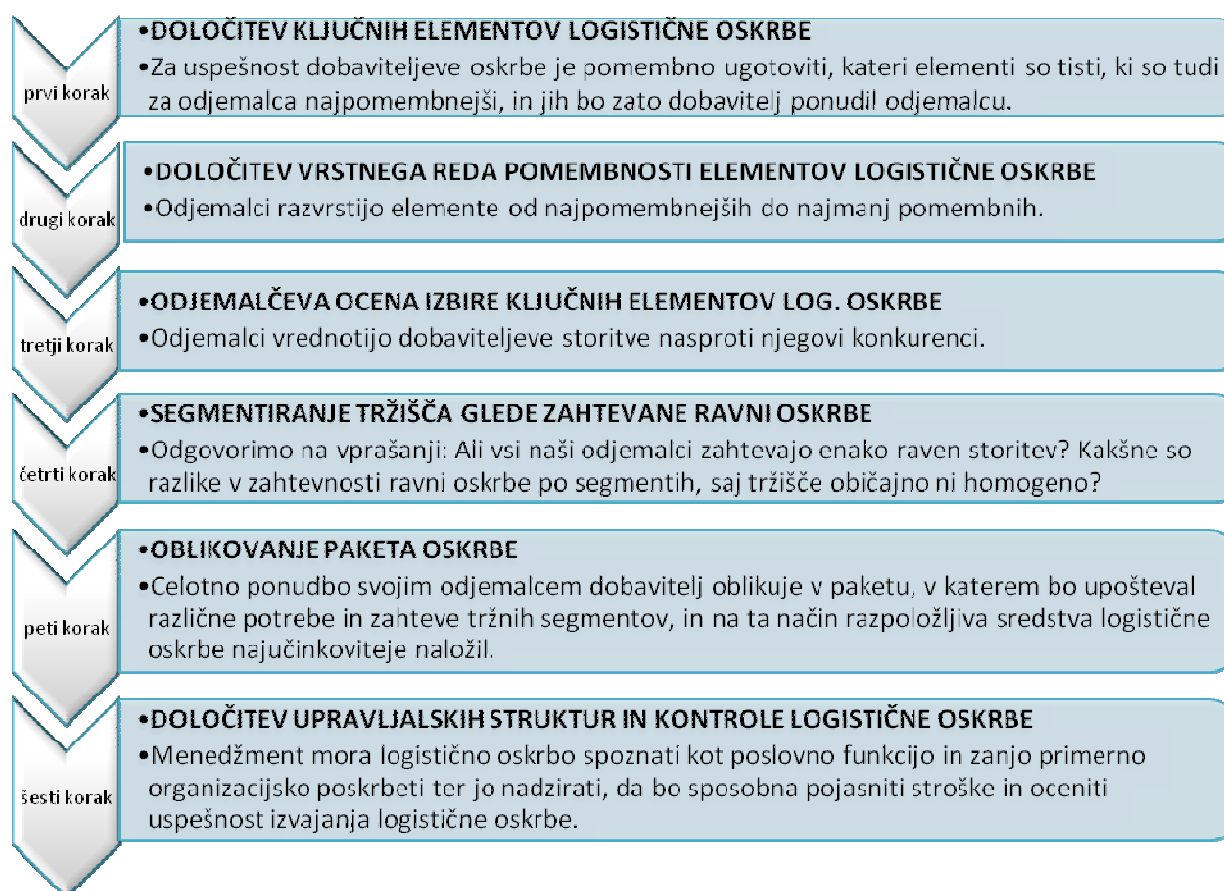 prvi korak
•DOLOČITEV KLJUČNIH ELEMENTOV LOGISTIČNE OSKRBE
•Za uspešnost dobaviteljeve oskrbe je pomembno ugotoviti, kateri elementi so tisti, ki so tudi
za odjemalca najpomembnejši, in jih bo zato dobavitelj ponudil odjemalcu.
drugi korak
•DOLOČITEV VRSTNEGA REDA POMEMBNOSTI ELEMENTOV LOGISTIČNE OSKRBE
•Odjemalci razvrstijo elemente od najpomembnejših do najmanj pomembnih.
tretji korak
•ODJEMALČEVA OCENA IZBIRE KLJUČNIH ELEMENTOV LOG. OSKRBE
•Odjemalci vrednotijo dobaviteljeve storitve nasproti njegovi konkurenci.
četrti korak
•SEGMENTIRANJE TRŽIŠČA GLEDE ZAHTEVANE RAVNI OSKRBE
•Odgovorimo na vprašanji: Ali vsi naši odjemalci zahtevajo enako raven storitev? Kakšne so
razlike v zahtevnosti ravni oskrbe po segmentih, saj tržišče običajno ni homogeno?
peti korak
•OBLIKOVANJE PAKETA OSKRBE
•Celotno ponudbo svojim odjemalcem dobavitelj oblikuje v paketu, v katerem bo upošteval
različne potrebe in zahteve tržnih segmentov, in na ta način razpoložljiva sredstva logistične
oskrbe najučinkoviteje naložil.
šesti korak
•DOLOČITEV UPRAVLJALSKIH STRUKTUR IN KONTROLE LOGISTIČNE OSKRBE
•Menedžment mora logistično oskrbo spoznati kot poslovno funkcijo in zanjo primerno
organizacijsko poskrbeti ter jo nadzirati, da bo sposobna pojasniti stroške in oceniti
uspešnost izvajanja logistične oskrbe.